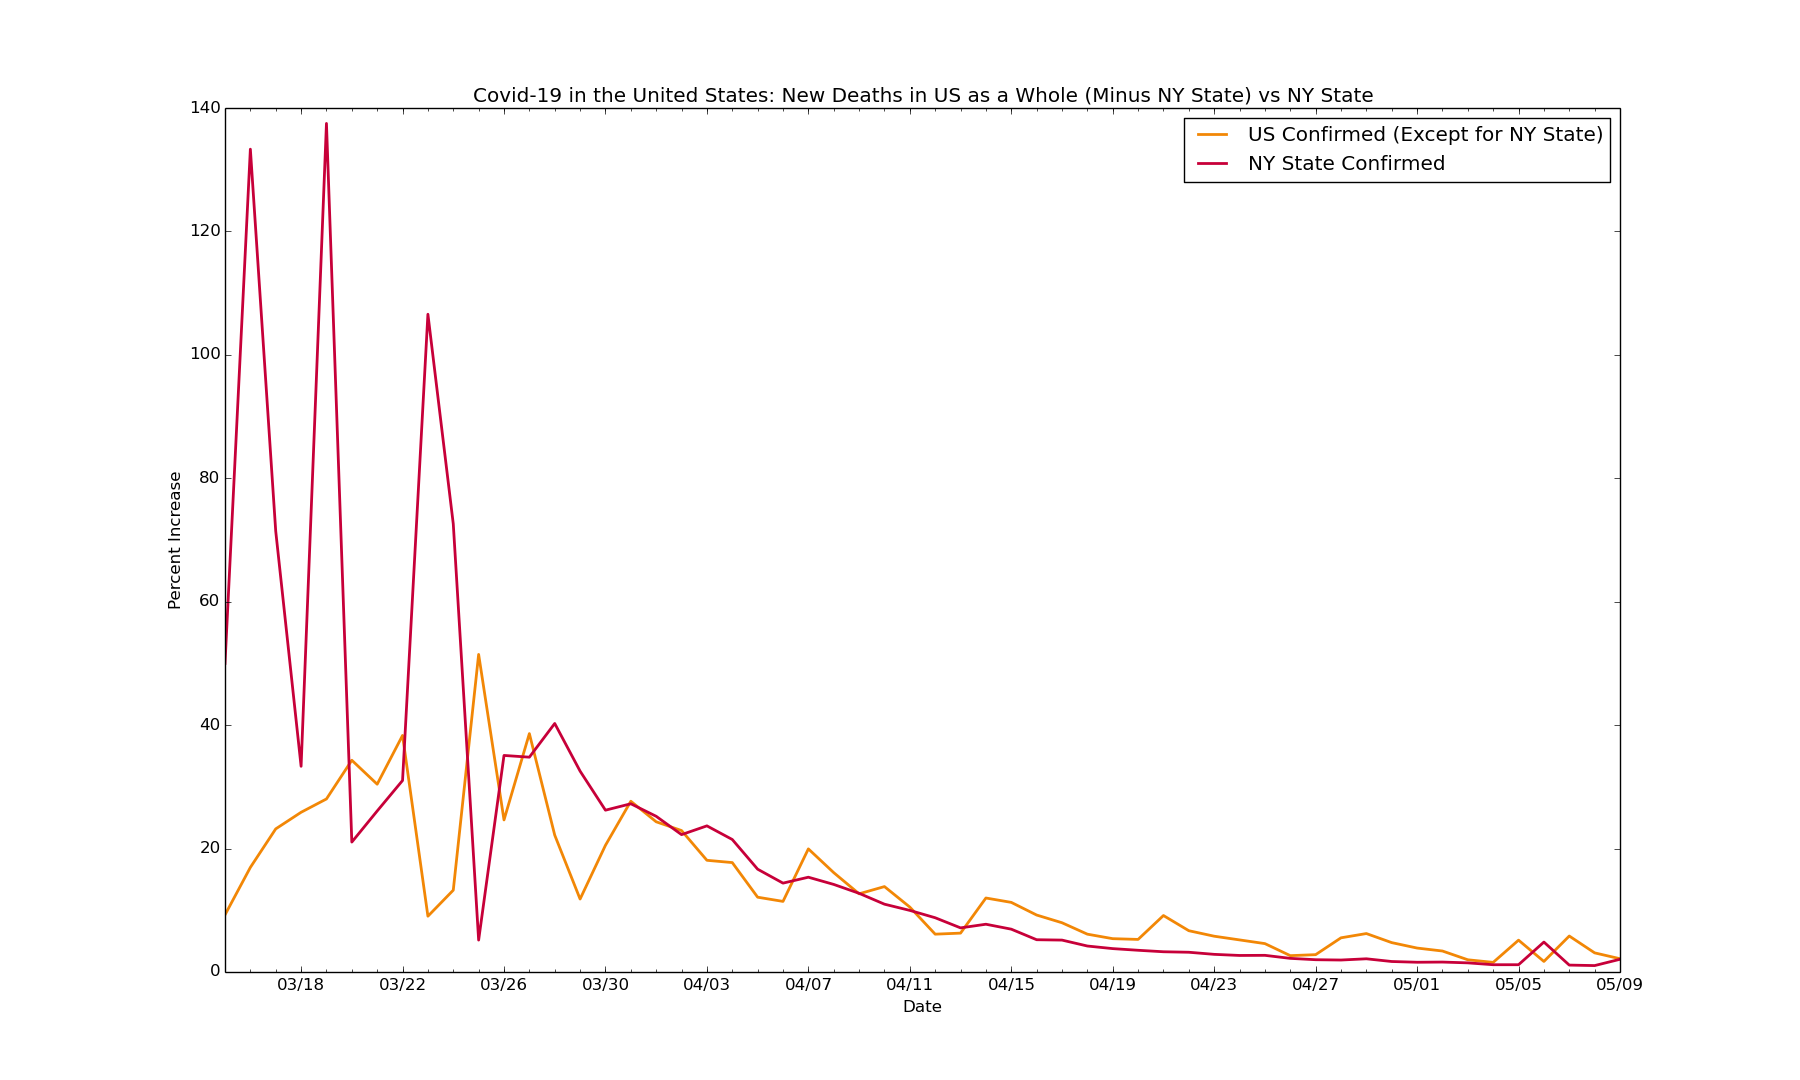 Covid-19 in the United States: New Deaths in US as a Whole (Minus NY State) vs NY State
US Confirmed (Except for NY State)
NY State Confirmed
140
120
100
80
60
40
20
0
Percent Increase
03/18 03/22 03/26 03/30 04/03 04/07 04/11 04/15 04/19 04/23 04/27 05/01 05/05 05/09
Date